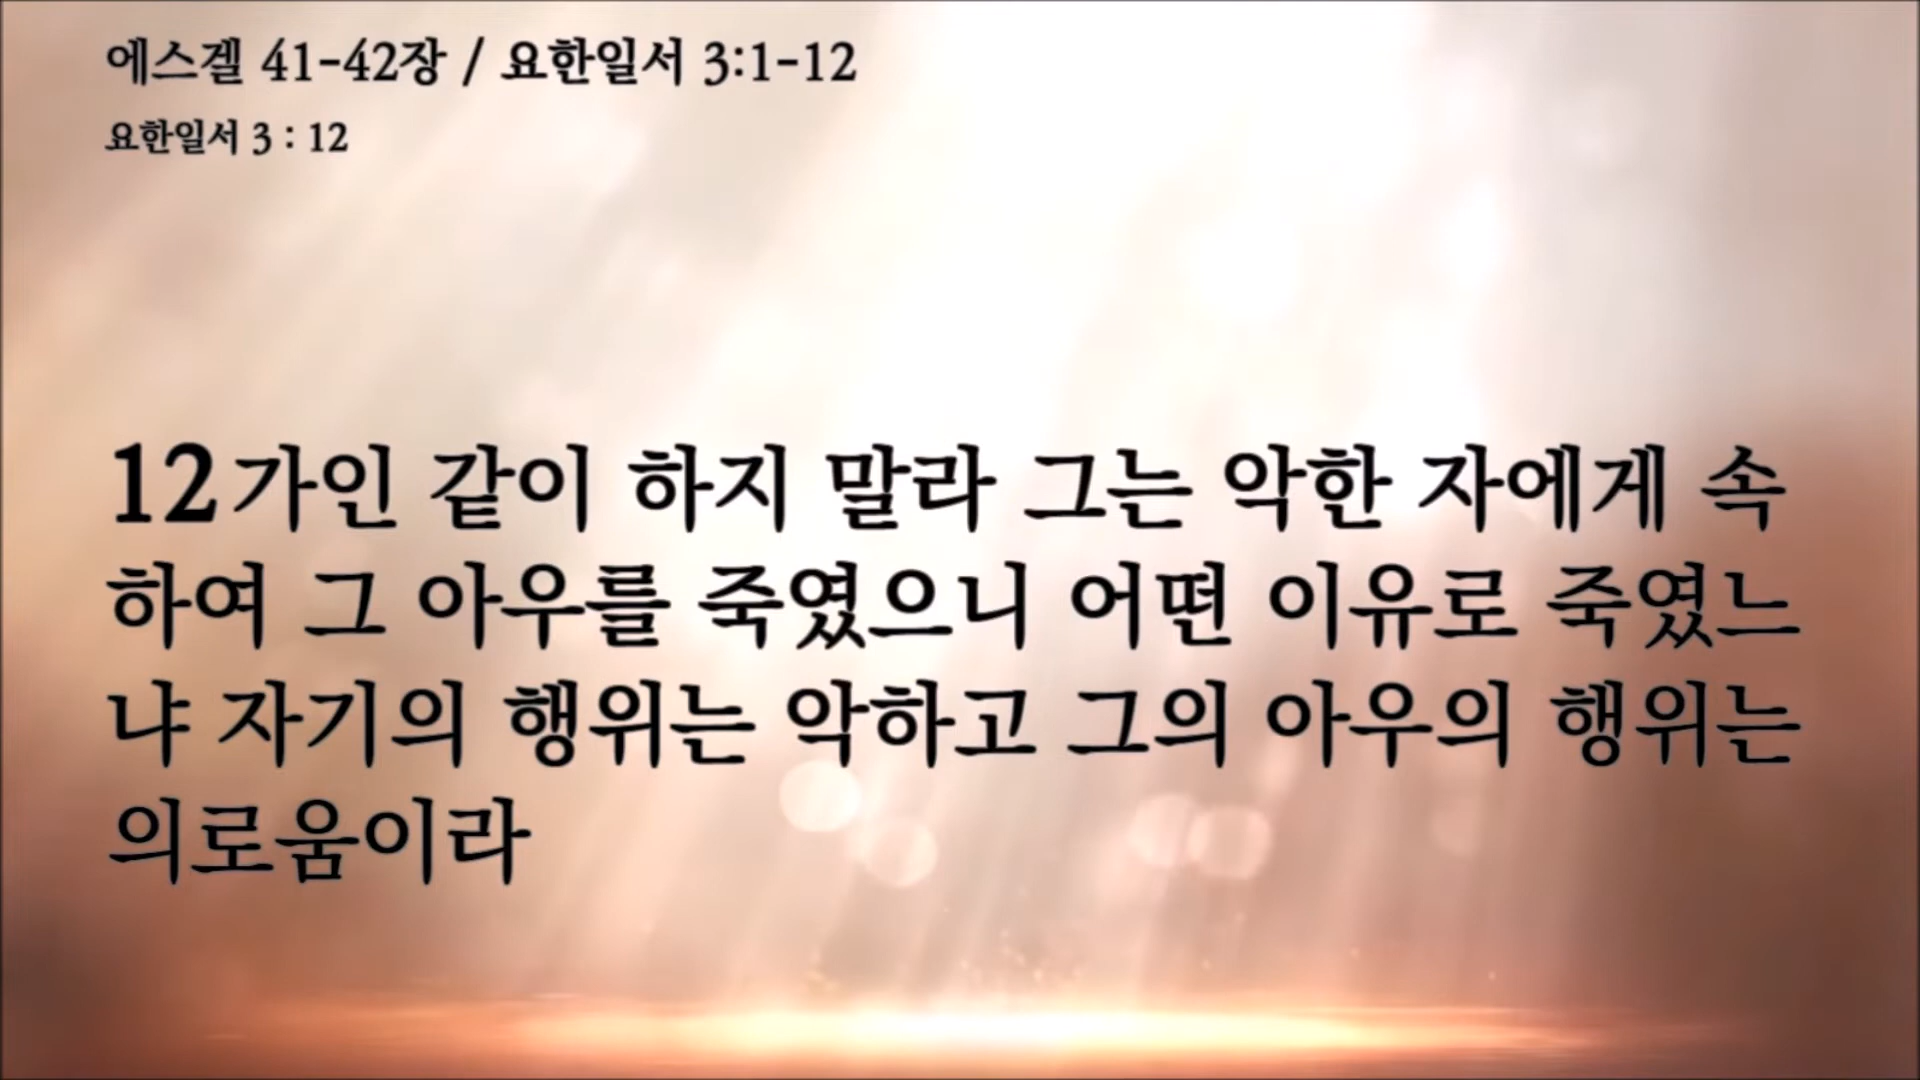 에스겔 41-42장 / 요한일서 3:1-12
요한일서 3 : 12
12가인 같이 하지 말라 그는 악한 자에게 속
하여 그 아우를 죽였으니 어떤 이유로 죽였느
냐 자기의 행위는 악하고 그의 아우의 행위는
의로움이라